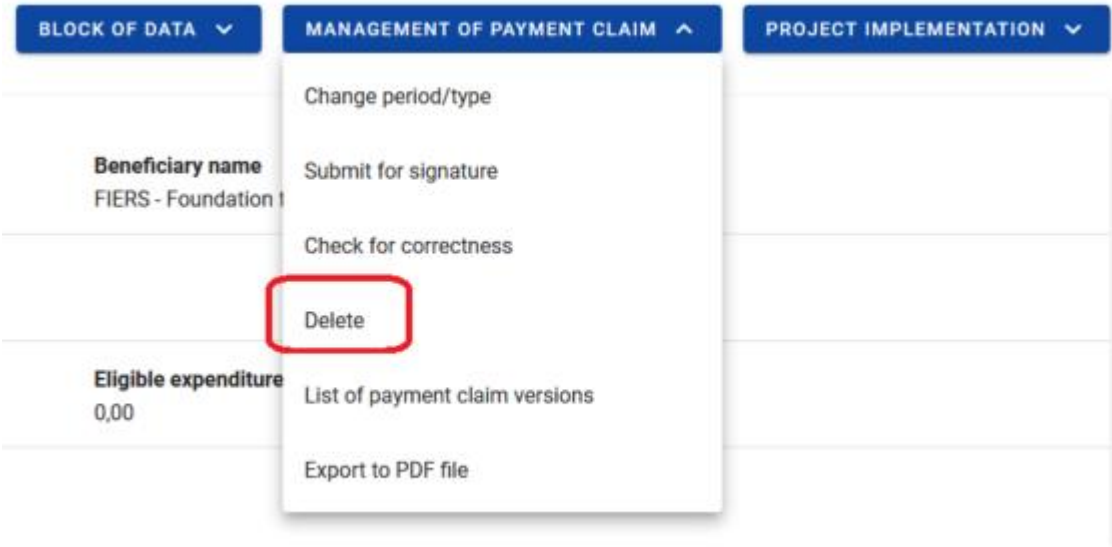 BLOCK OF DATA
MANAGEMENT OF PAYMENT CLAIM
PROJECT IMPLEMENTATION
Change period/type
Beneficiary name
Submit for signature
FIERS - Foundation
Check for correctness
Delete
Eligible expenditure
List of payment claim versions
0,00
Export to PDF file